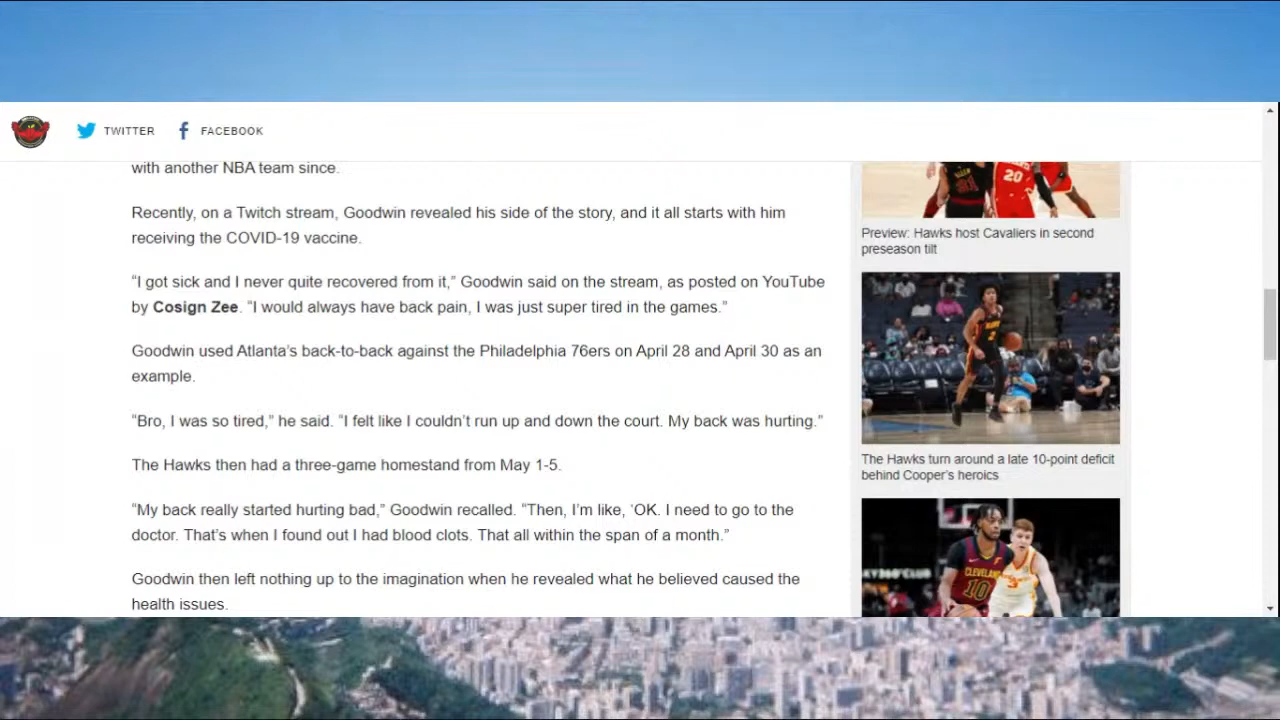 TWITTER
FACEBOOK
with another NBA team since.
Recently, on a Twitch stream, Goodwin revealed his side of the story, and it all starts with him
receiving the COVID-19 vaccine.
“I got sick and I never quite recovered from it,” Goodwin said on the stream, as posted on YouTube
by Cosign Zee. “I would always have back pain, I was just super tired in the games.”
Goodwin used Atlanta’s back-to-back against the Philadelphia 76ers on April 28 and April 30 as an
example.
“Bro, I was so tired,” he said. “I felt like I couldn’t run up and down the court. My back was hurting.”
The Hawks then had a three-game homestand from May 1-5.
“My back really started hurting bad,” Goodwin recalled. “Then, I’m like, ‘OK. I need to go to the
doctor. That’s when I found out I had blood clots. That all within the span of a month.”
Goodwin then left nothing up to the imagination when he revealed what he believed caused the
health issues.
20
Preview: Hawks host Cavaliers in second
preseason tilt
The Hawks turn around a late 10-point deficit
behind Cooper’s heroics
CLEVELAND
10